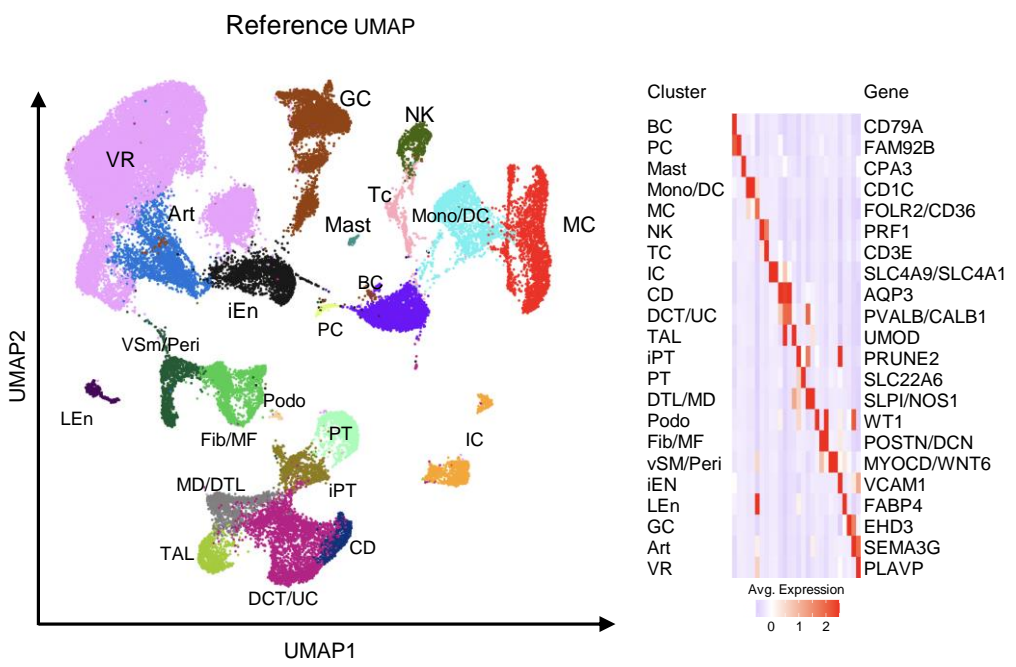 Reference UMAP
UMAP2
UMAP1
VR
GC
NK
Art
Tc
Mast
Mono/DC
MC
iEn
BC
PC
VSm/Peri
LEn
Podo
Fib/MF
PT
IC
MD/DTL
iPT
TAL
CD
DCT/UC
Cluster Gene
BC CD79A
PC FAM92B
Mast CPA3
Mono/DC CD1C
MC FOLR2/CD36
NK PRF1
TC CD3E
IC SLC4A9/SLC4A1
CD AQP3
DCT/UC PVALB/CALB1
TAL UMOD
iPT PRUNE2
PT SLC22A6
DTL/MD SLPI/NOS1
Podo WT1
Fib/MF POSTN/DCN
vSM/Peri MYOCD/WNT6
iEN VCAM1
LEn FABP4
GC EHD3
Art SEMA3G
VR PLAVP
Avg. Expression
0 1 2